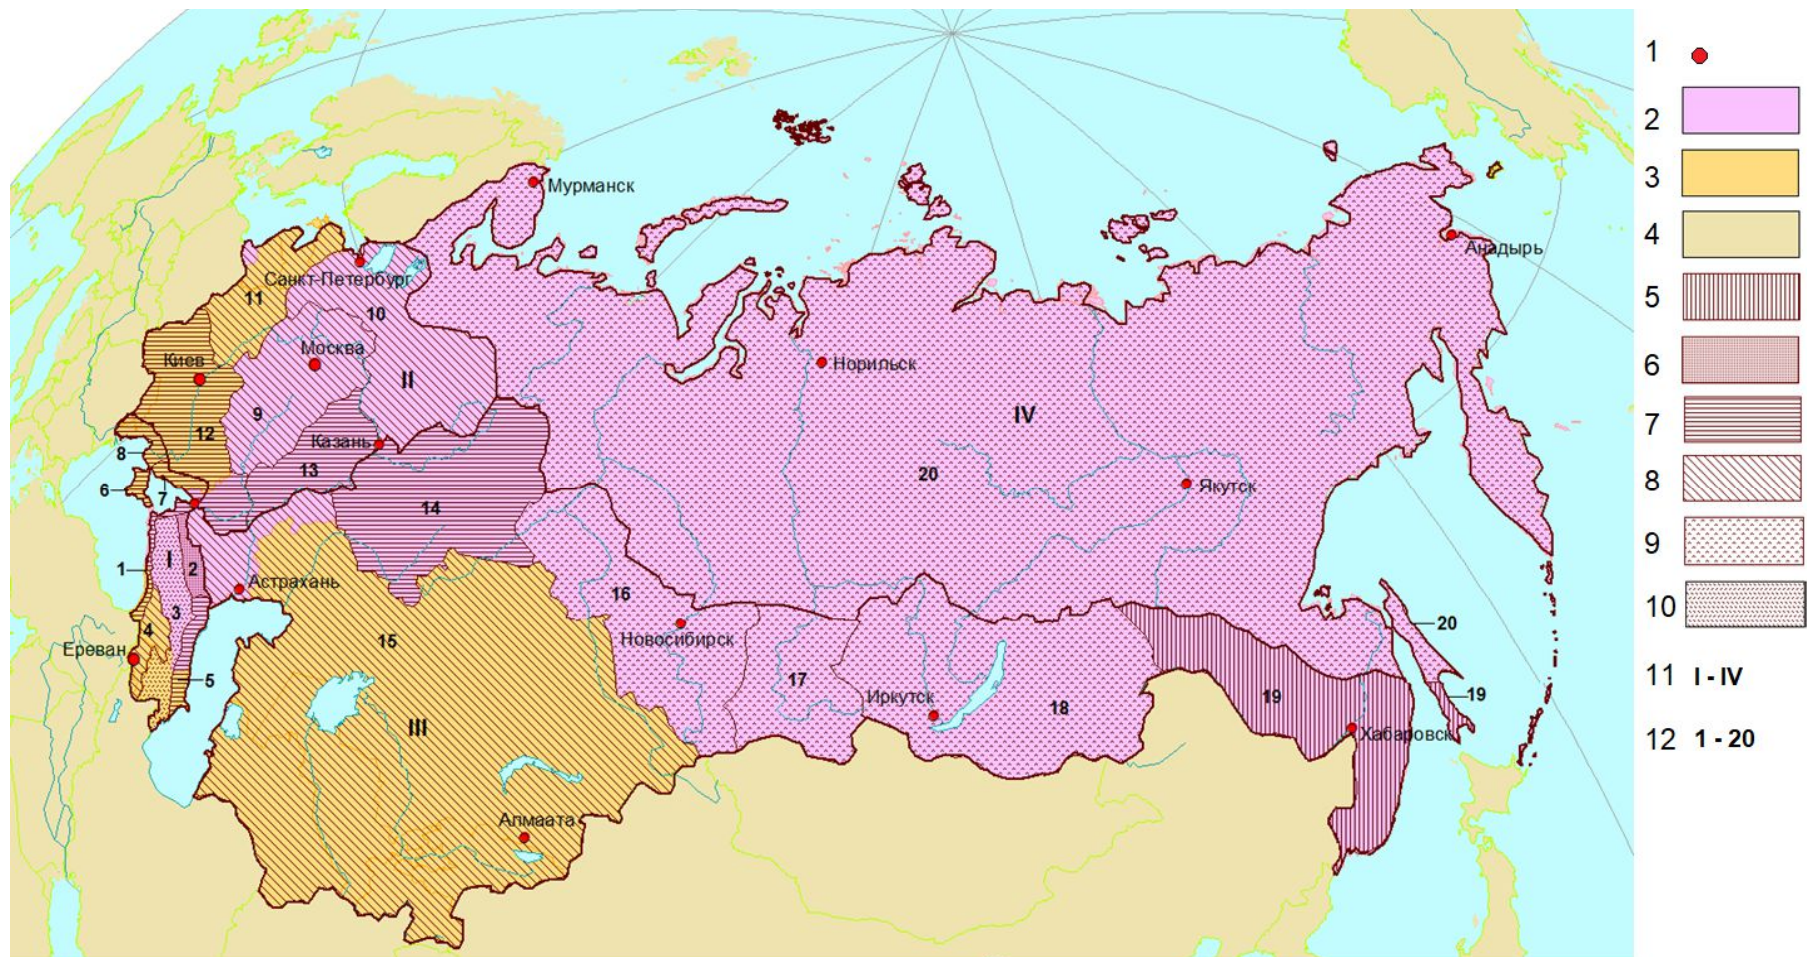 Мурманск
Анадырь
Санкт-Петербург
11
10
Москва
Киев
II
Норильск
9
IV
12
Казань
8
13
20
Якутск
6
7
14
I
1
2
Астрахань
16
3
4
15
20
Новосибирск
Ереван
5
17
Иркутск
18
19
19
III
Хабаровск
Алмаата
1
2
3
4
5
6
7
8
9
10
11 I - IV
12 1 - 20